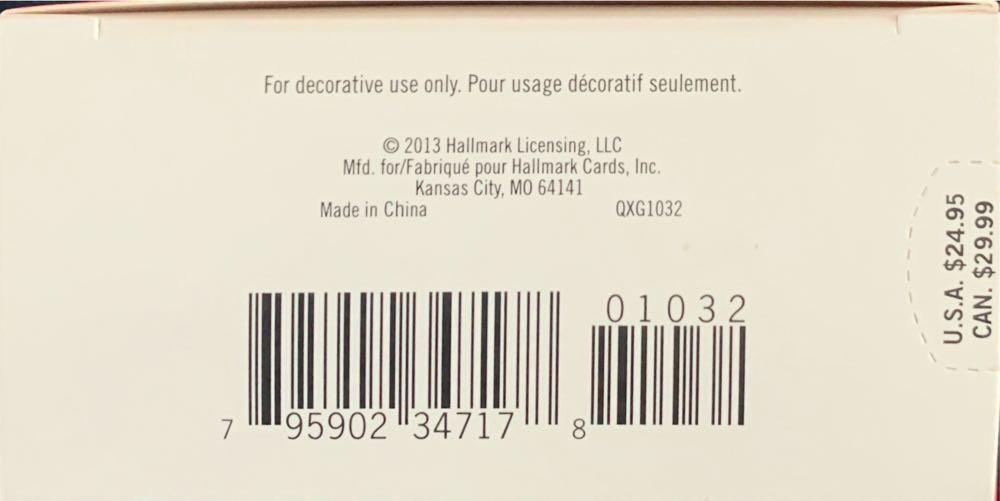 For decorative use only. Pour usage décoratif seulement.
© 2013 Hallmark Licensing, LLC
Mfd. for/Fabriqué pour Hallmark Cards, Inc.
Kansas City, MO 64141
Made in China QXG1032
01032
7 95902 34717 8
U.S.A. $24.95
CAN. $29.99